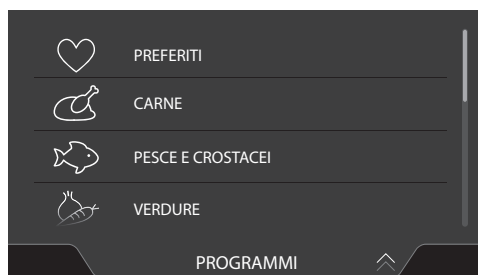 PREFERITI
CARNE
PESCE E CROSTACEI
VERDURE
PROGRAMMI